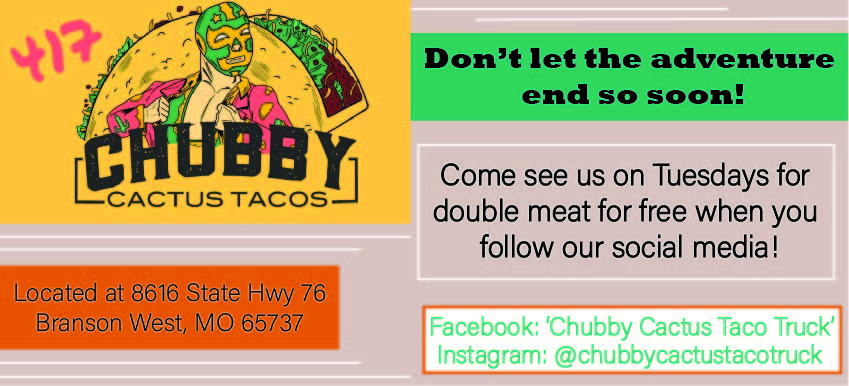 417
CHUBBY
CACTUS TACOS
Located at 8616 State Hwy 76
Branson West, MO 65737
Don't let the adventure
end so soon!
Come see us on Tuesdays for
double meat for free when you
follow our social media!
Facebook: 'Chubby Cactus Taco Truck'
Instagram: @chubbycactustacotruck